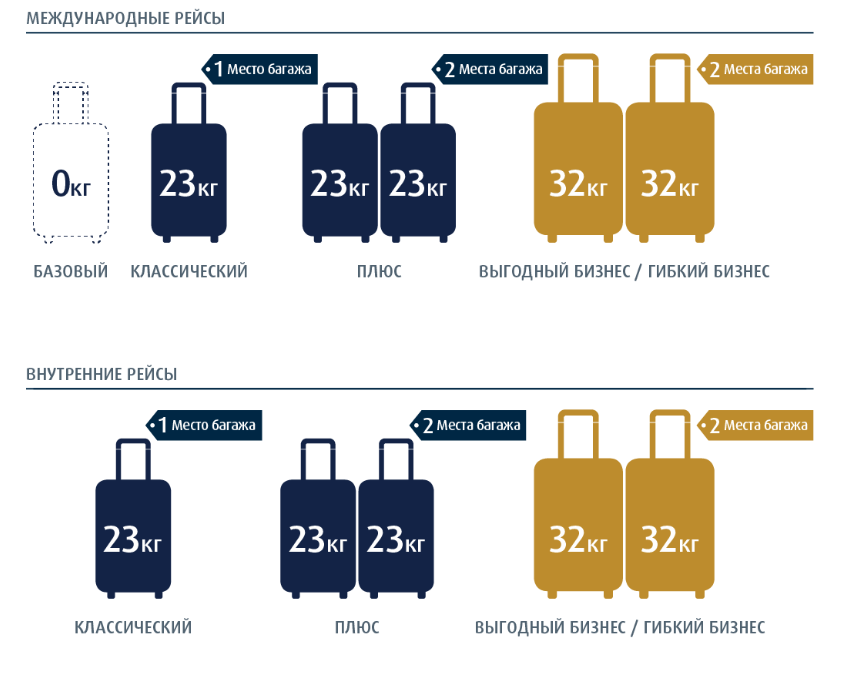 МЕЖДУНАРОДНЫЕ РЕЙСЫ
1 Место багажа
2 Места багажа
2 Места багажа
0кг
23кг
23кг
23кг
32кг
32кг
БАЗОВЫЙ
КЛАССИЧЕСКИЙ
ПЛЮС
ВЫГОДНЫЙ БИЗНЕС / ГИБКИЙ БИЗНЕС
ВНУТРЕННИЕ РЕЙСЫ
1 Место багажа
2 Места багажа
2 Места багажа
23кг
23кг
23кг
32кг
32кг
КЛАССИЧЕСКИЙ
ПЛЮС
ВЫГОДНЫЙ БИЗНЕС / ГИБКИЙ БИЗНЕС